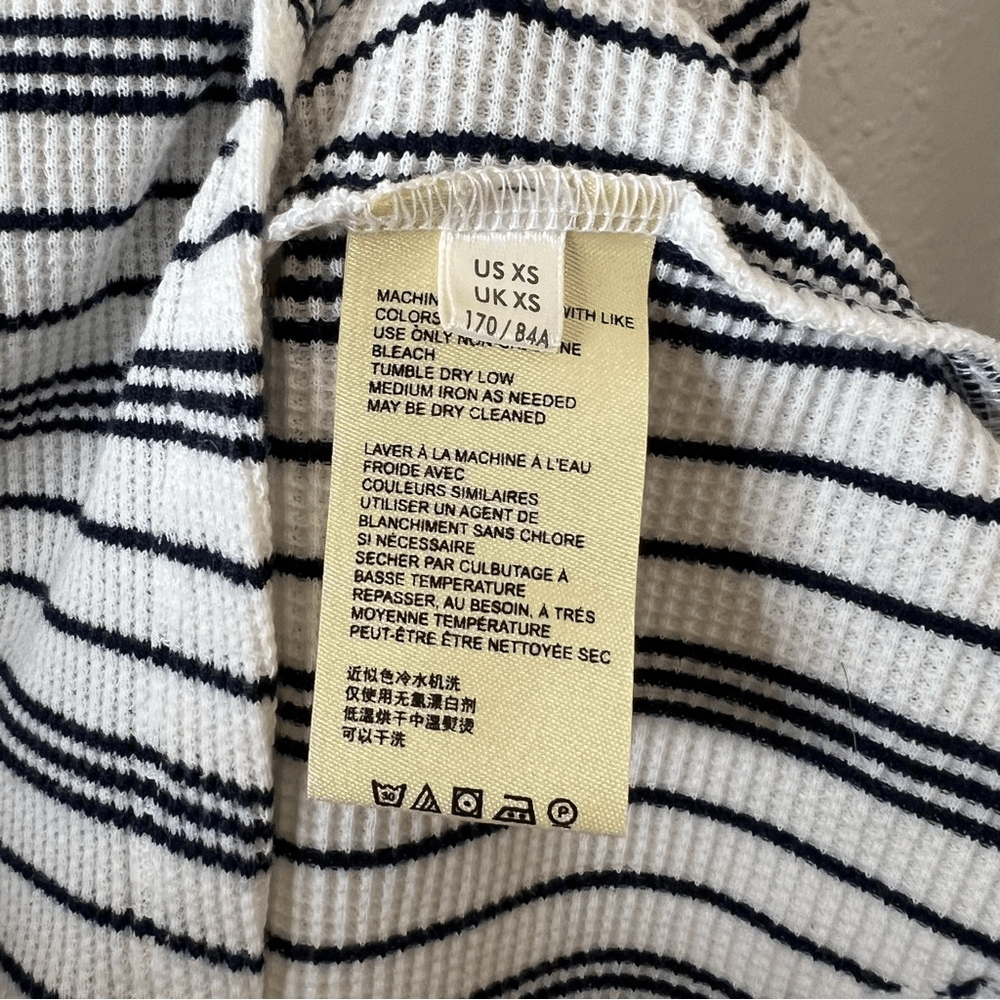 US XS
UK XS
170 / 84A
MACHIN WITH LIKE
COLORS
USE ONLY NON
BLEACH
TUMBLE DRY LOW
MEDIUM IRON AS NEEDED
MAY BE DRY CLEANED
LAVER À LA MACHINE À L'EAU
FROIDE AVEC
COULEURS SIMILAIRES
UTILISER UN AGENT DE
BLANCHIMENT SANS CHLORE
SI NÉCESSAIRE
SECHER PAR CULBUTAGE À
BASSE TEMPERATURE
REPASSER, AU BESOIN, À TRÉS
MOYENNE TEMPÉRATURE
PEUT-ÊTRE ÊTRE NETTOYÉE SEC
近似色冷水机洗
仅使用无氯漂白剂
低温烘干中温熨烫
可以干洗
30 P